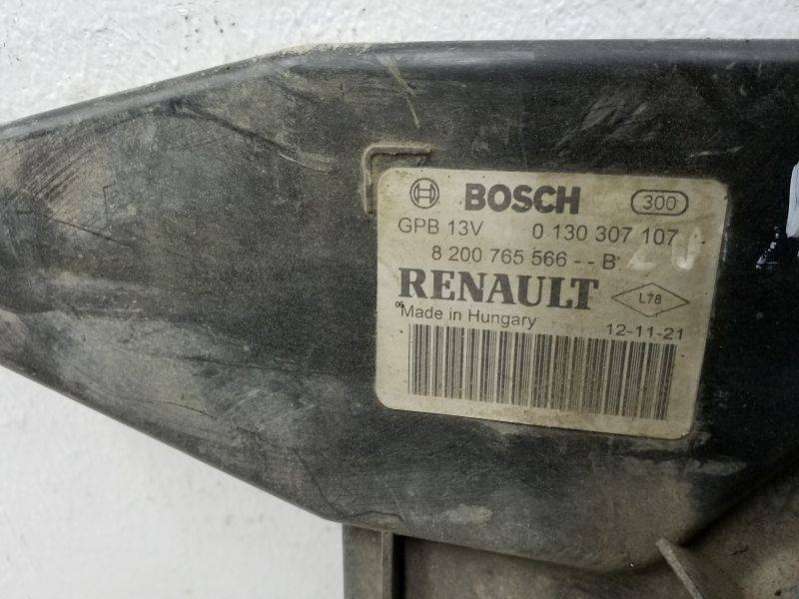 BOSCH 300
GPB 13V 0 130 307 107
8 200 765 566 - - B
RENAULT L78
Made in Hungary 12-11-21